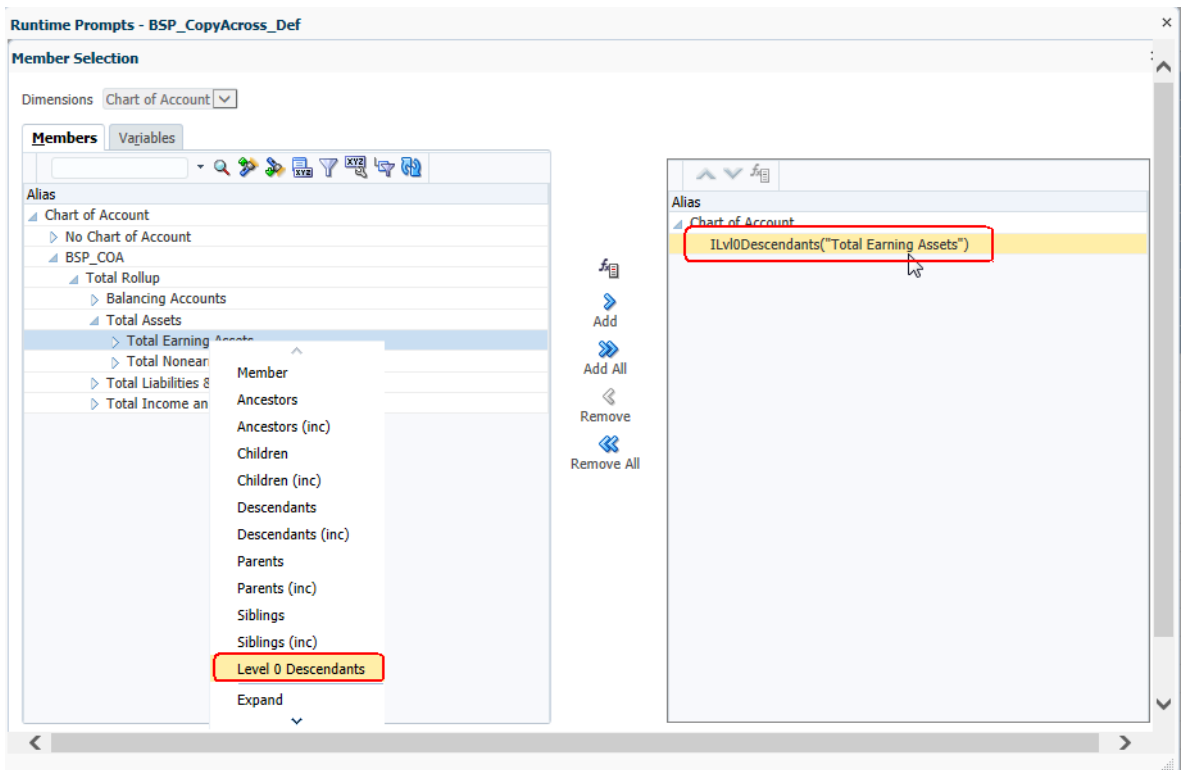 Runtime Prompts - BSP_CopyAcross_Def
Member Selection
Dimensions Chart of Account
Members Variables
Alias
Chart of Account
No Chart of Account
BSP_COA
Total Rollup
Balancing Accounts
Total Assets
Total Earning Assets
Total Nonear
Total Liabilities &
Total Income an
Member
Ancestors
Ancestors (inc)
Children
Children (inc)
Descendants
Descendants (inc)
Parents
Parents (inc)
Siblings
Siblings (inc)
Level 0 Descendants
Expand
Add
Add All
Remove
Remove All
Alias
Chart of Account
ILvl0Descendants("Total Earning Assets")